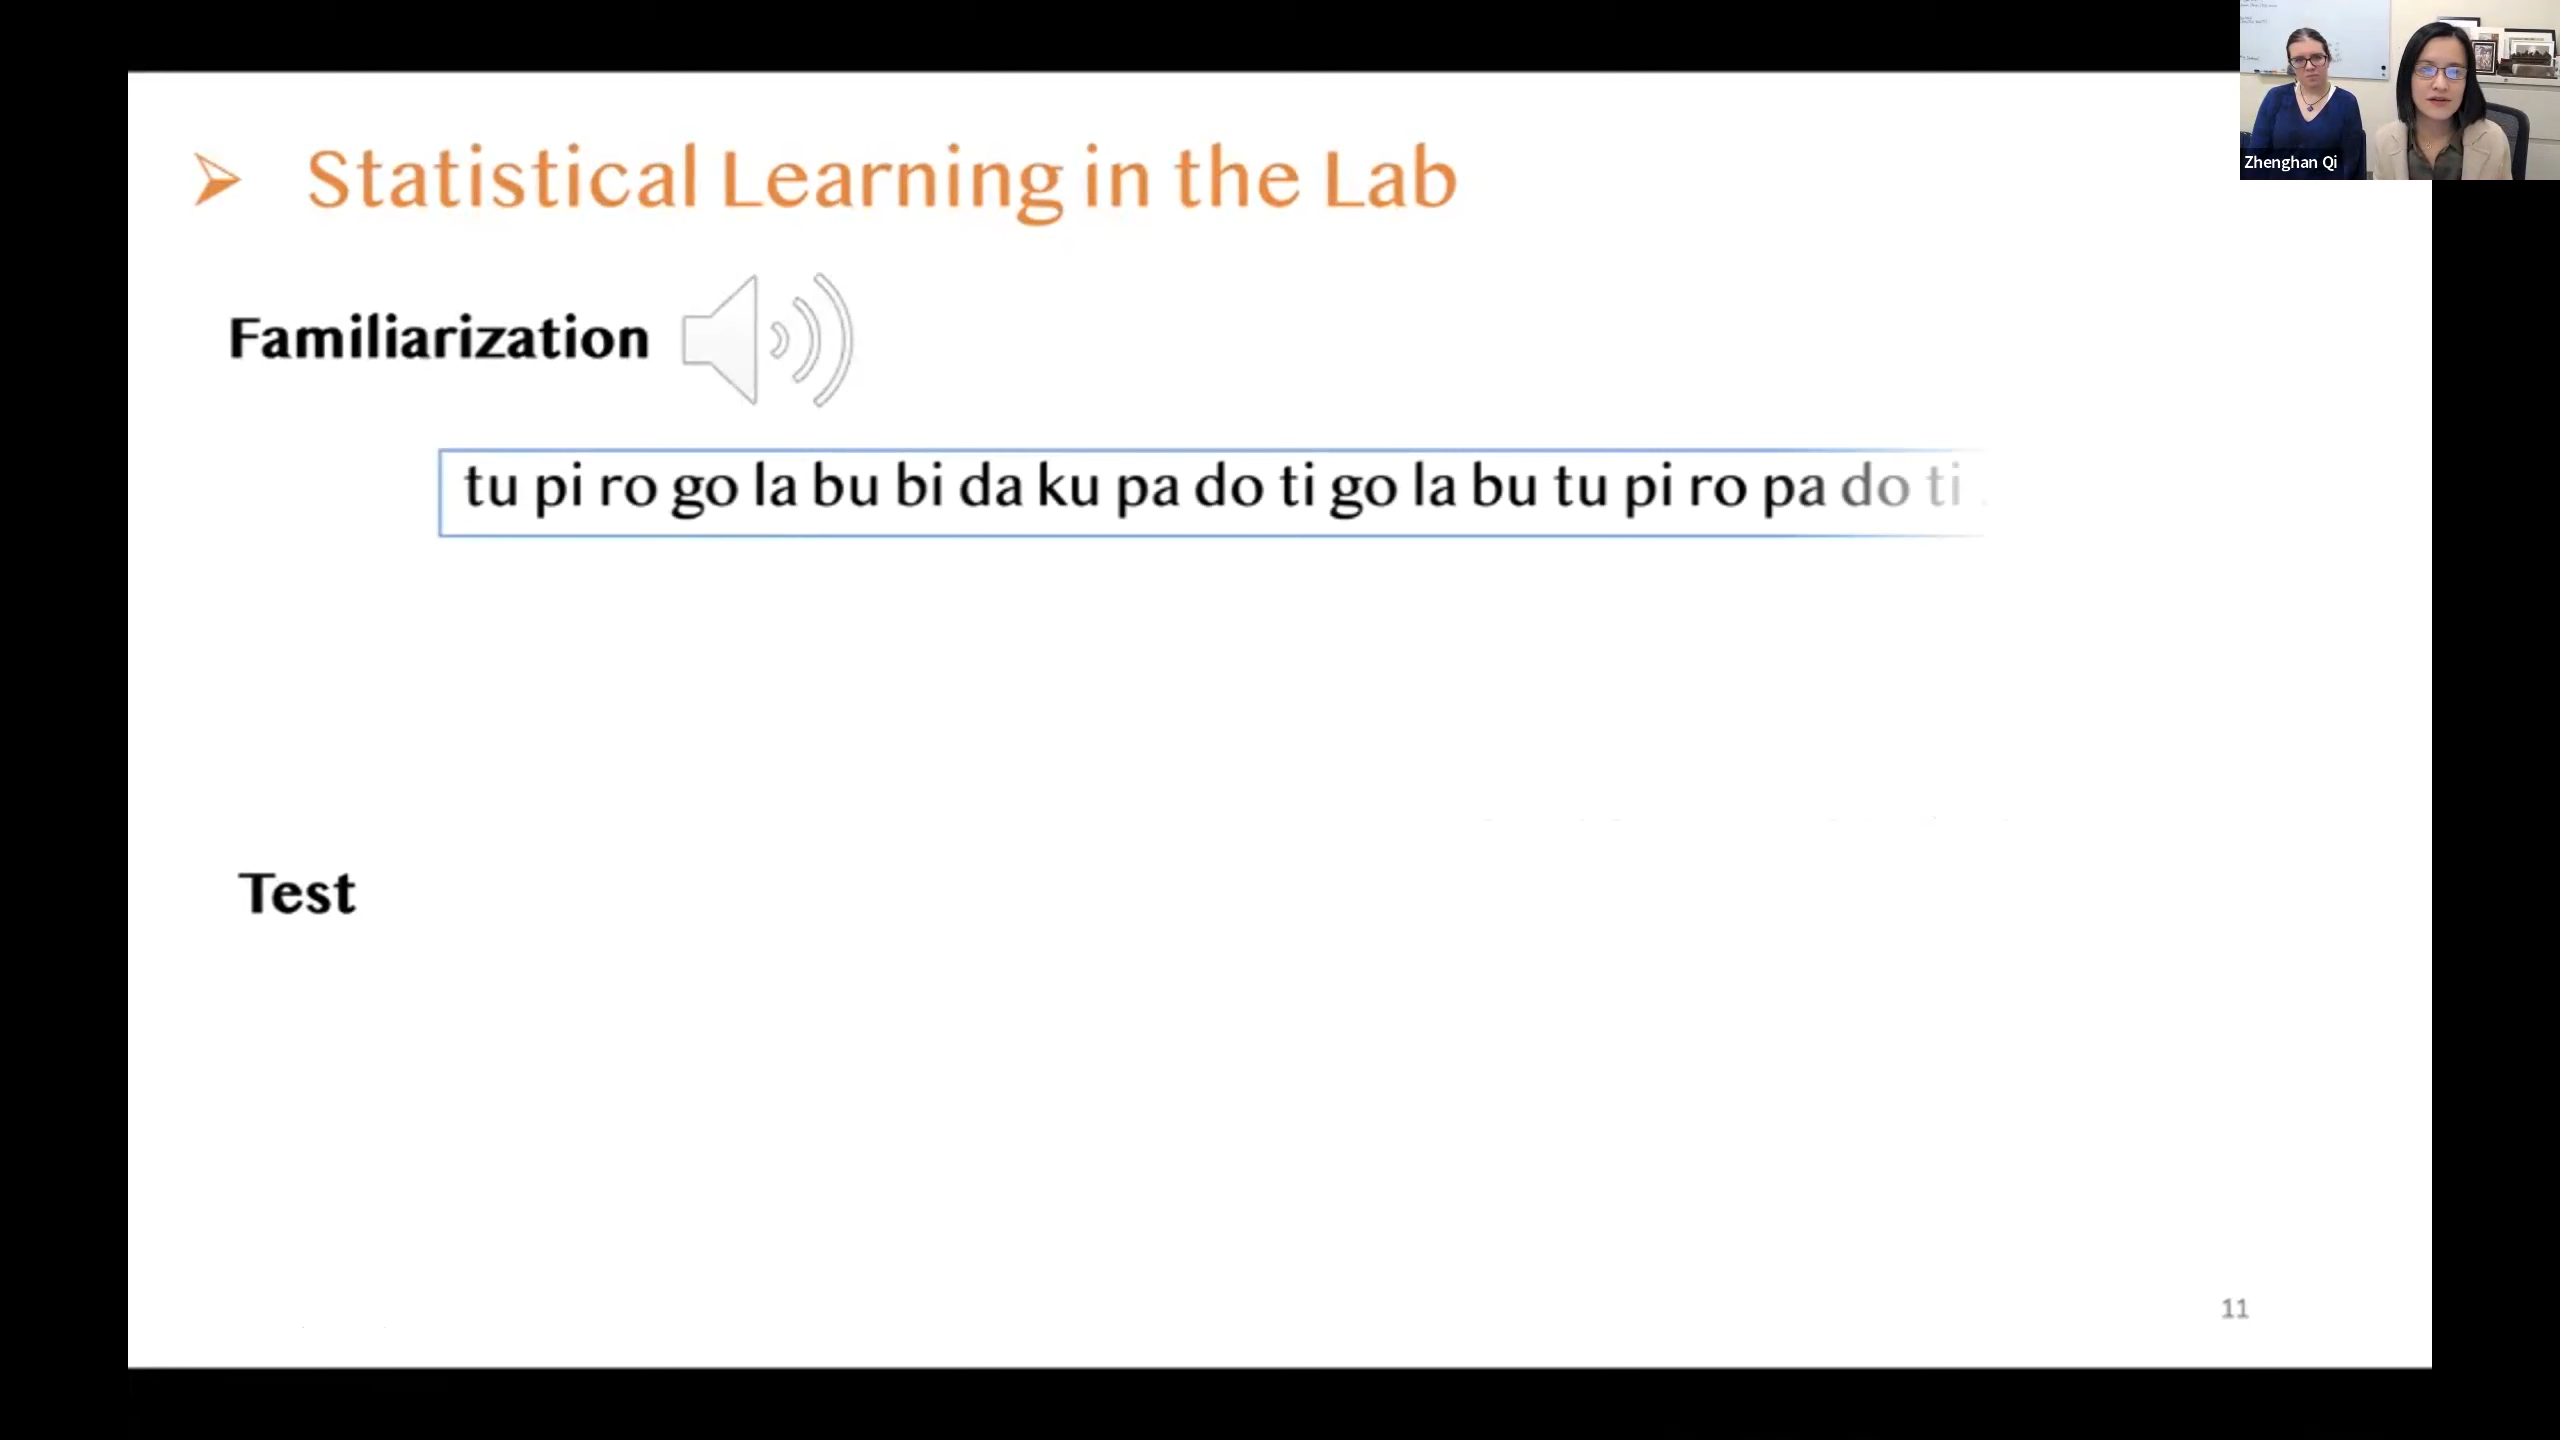 Statistical Learning in the Lab
Zhenghan Qi
Familiarization
tu pi ro go la bu bi da ku pa do ti go la bu tu pi ro pa do ti
Test
11